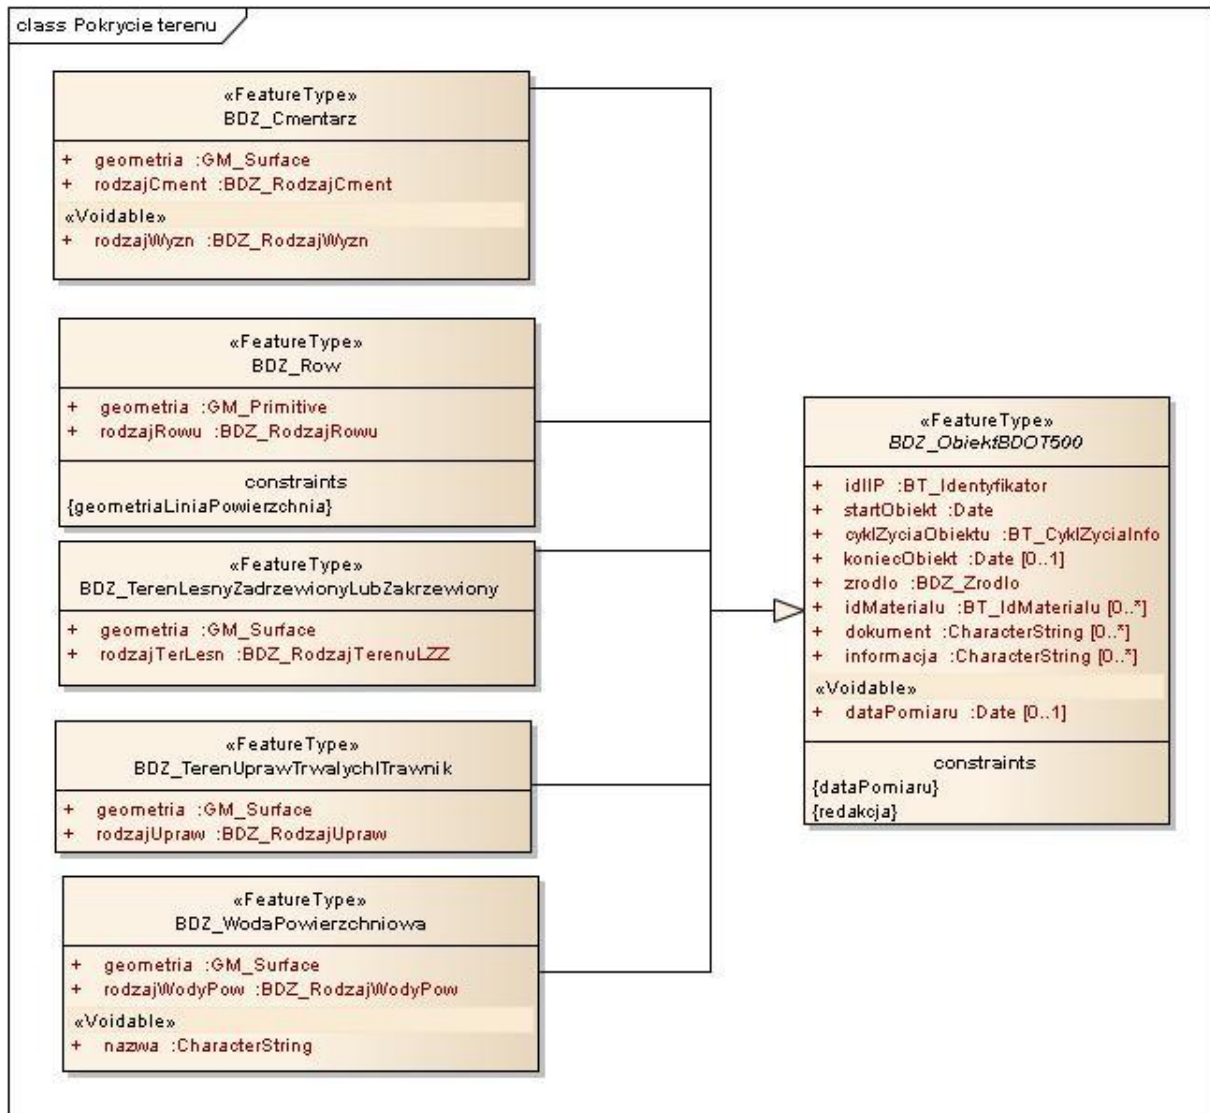 class Pokrycie terenu
«FeatureType»
BDZ_Cmentarz
+ geometria :GM_Surface
+ rodzajCment :BDZ_RodzajCment
«Voidable»
+ rodzajWyzn :BDZ_RodzajWyzn
«FeatureType»
BDZ_Row
+ geometria :GM_Primitive
+ rodzajRowu :BDZ_RodzajRowu
constraints
{geometriaLiniaPowierzchnia}
«FeatureType»
BDZ_TerenLesnyZadrzewionyLubZakrzewiony
+ geometria :GM_Surface
+ rodzajTerLesn :BDZ_RodzajTerenuLZZ
«FeatureType»
BDZ_TerenUprawTrwalychITrawnik
+ geometria :GM_Surface
+ rodzajUpraw :BDZ_RodzajUpraw
«FeatureType»
BDZ_WodaPowierzchniowa
+ geometria :GM_Surface
+ rodzajWodyPow :BDZ_RodzajWodyPow
«Voidable»
+ nazwa :CharacterString
«FeatureType»
BDZ_ObiektBDOT500
+ idIIP :BT_Identyfikator
+ startObiekt :Date
+ cyklZyciaObiektu :BT_CyklZyciaInfo
+ koniecObiekt :Date [0..1]
+ zrodlo :BDZ_Zrodlo
+ idMaterialu :BT_IdMaterialu [0..*]
+ dokument :CharacterString [0..*]
+ informacja :CharacterString [0..*]
«Voidable»
+ dataPomiaru :Date [0..1]
constraints
{dataPomiaru}
{redakcja}